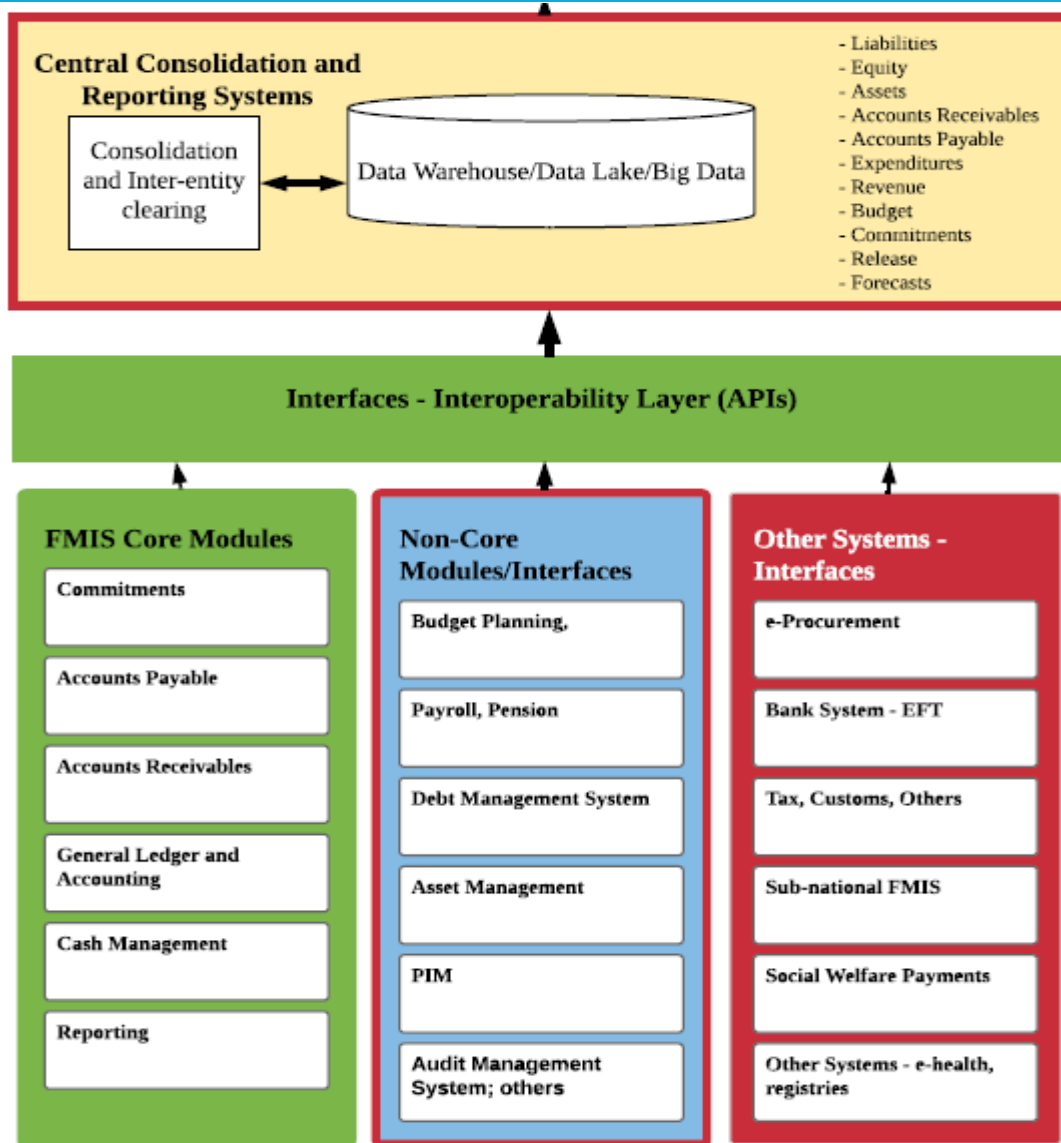 Central Consolidation and
Reporting Systems
Consolidation
and Inter-entity
clearing
Data Warehouse/Data Lake/Big Data
- Liabilities
- Equity
- Assets
- Accounts Receivables
- Accounts Payable
- Expenditures
- Revenue
- Budget
- Commitments
- Release
- Forecasts
Interfaces - Interoperability Layer (APIs)
FMIS Core Modules
Commitments
Accounts Payable
Accounts Receivables
General Ledger and
Accounting
Cash Management
Reporting
Non-Core
Modules/Interfaces
Budget Planning,
Payroll, Pension
Debt Management System
Asset Management
PIM
Audit Management
System; others
Other Systems -
Interfaces
e-Procurement
Bank System - EFT
Tax, Customs, Others
Sub-national FMIS
Social Welfare Payments
Other Systems - e-health,
registries